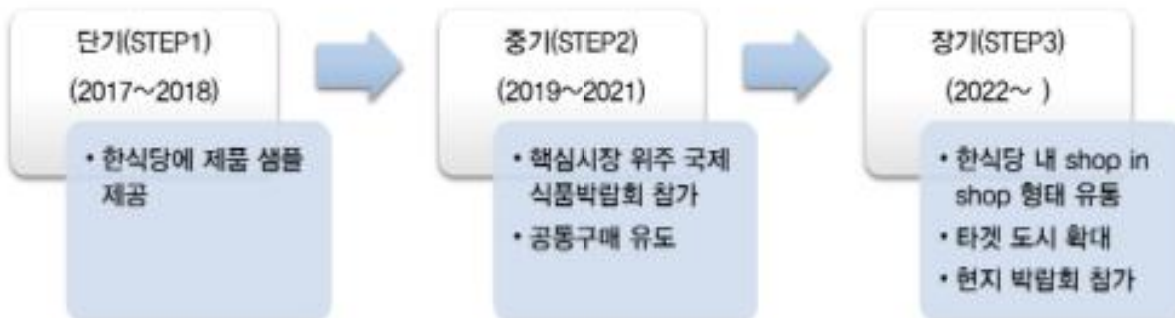 단기(STEP1)
(2017～2018)
• 한식당에 제품 샘플
제공
중기(STEP2)
(2019～2021)
• 핵심시장 위주 국제
식품박람회 참가
• 공동구매 유도
장기(STEP3)
(2022～ )
• 한식당 내 shop in
shop 형태 유통
• 타겟 도시 확대
• 현지 박람회 참가